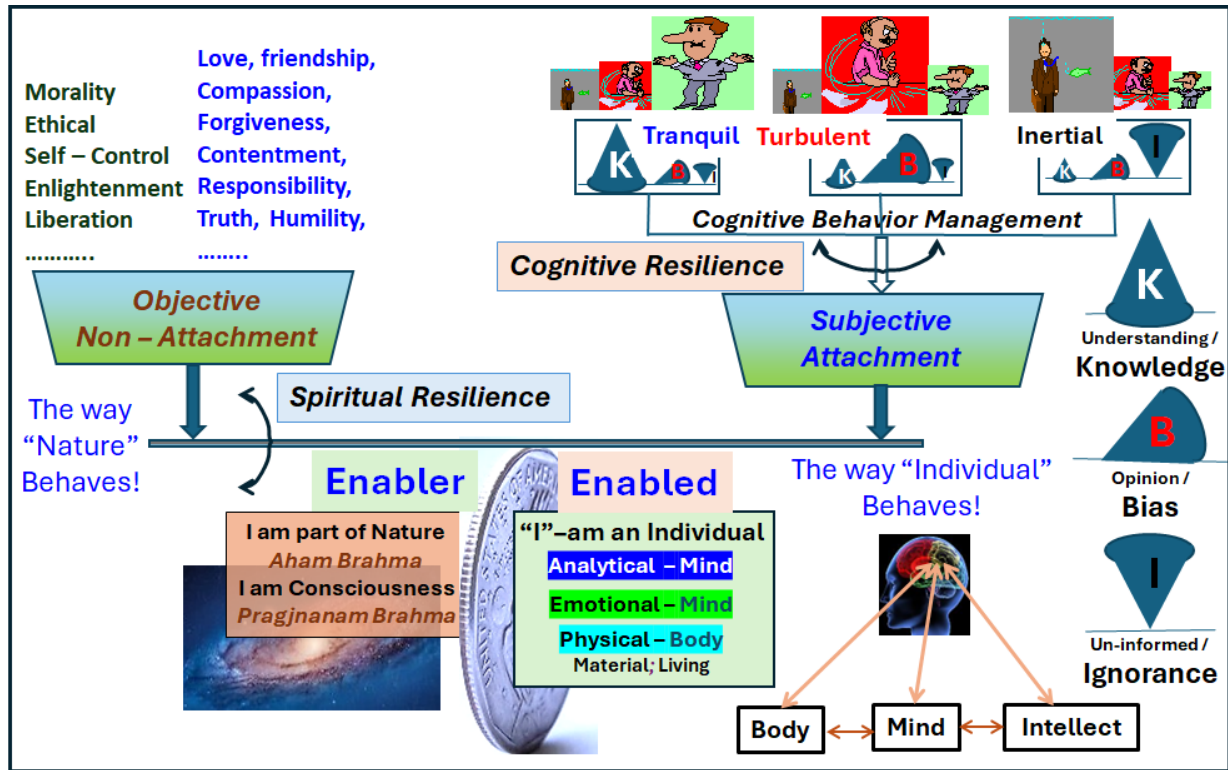 Morality
Ethical
Self – Control
Enlightenment
Liberation
………..
Love, friendship,
Compassion,
Forgiveness,
Contentment,
Responsibility,
Truth, Humility,
……..
Objective
Non – Attachment
The way
“Nature”
Behaves!
Spiritual Resilience
Tranquil
K
B
I
Turbulent
K
B
I
Inertial
K
B
I
Cognitive Behavior Management
Cognitive Resilience
Subjective
Attachment
Enabler
I am part of Nature
Aham Brahma
I am Consciousness
Pragjnanam Brahma
Enabled
“I”–am an Individual
Analytical – Mind
Emotional – Mind
Physical – Body
Material; Living
The way “Individual”
Behaves!
Body
Mind
Intellect
K
Understanding /
Knowledge
B
Opinion /
Bias
I
Un-informed /
Ignorance